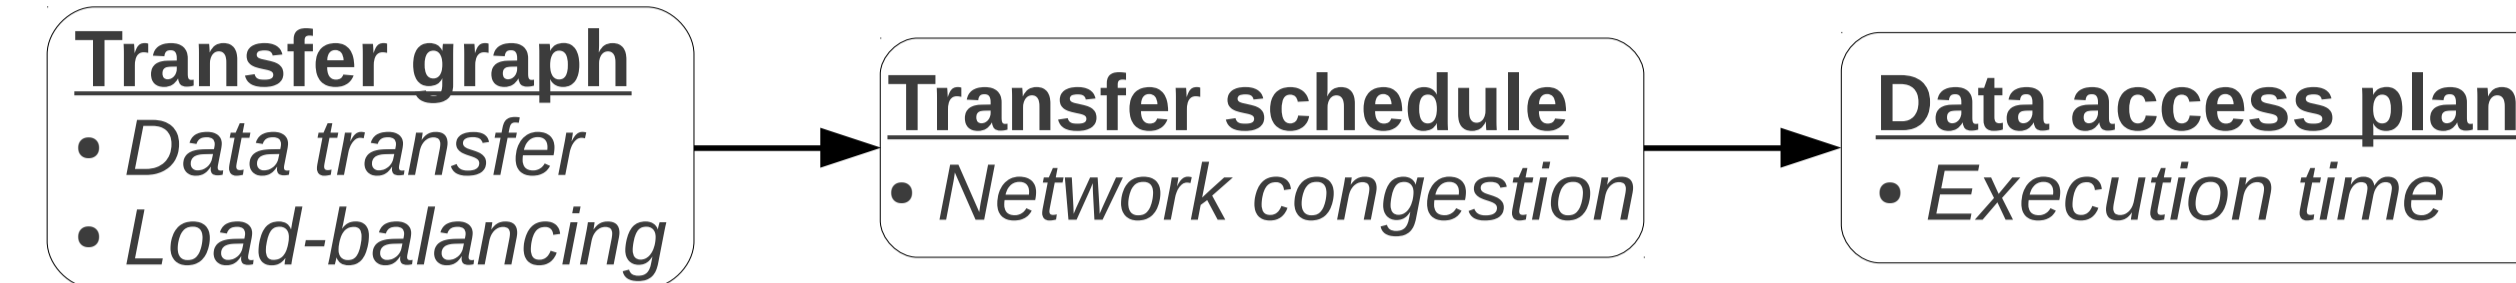 Transfer graph
• Data transfer
• Load-balancing
Transfer schedule
• Network congestion
Data access plan
• Execution time